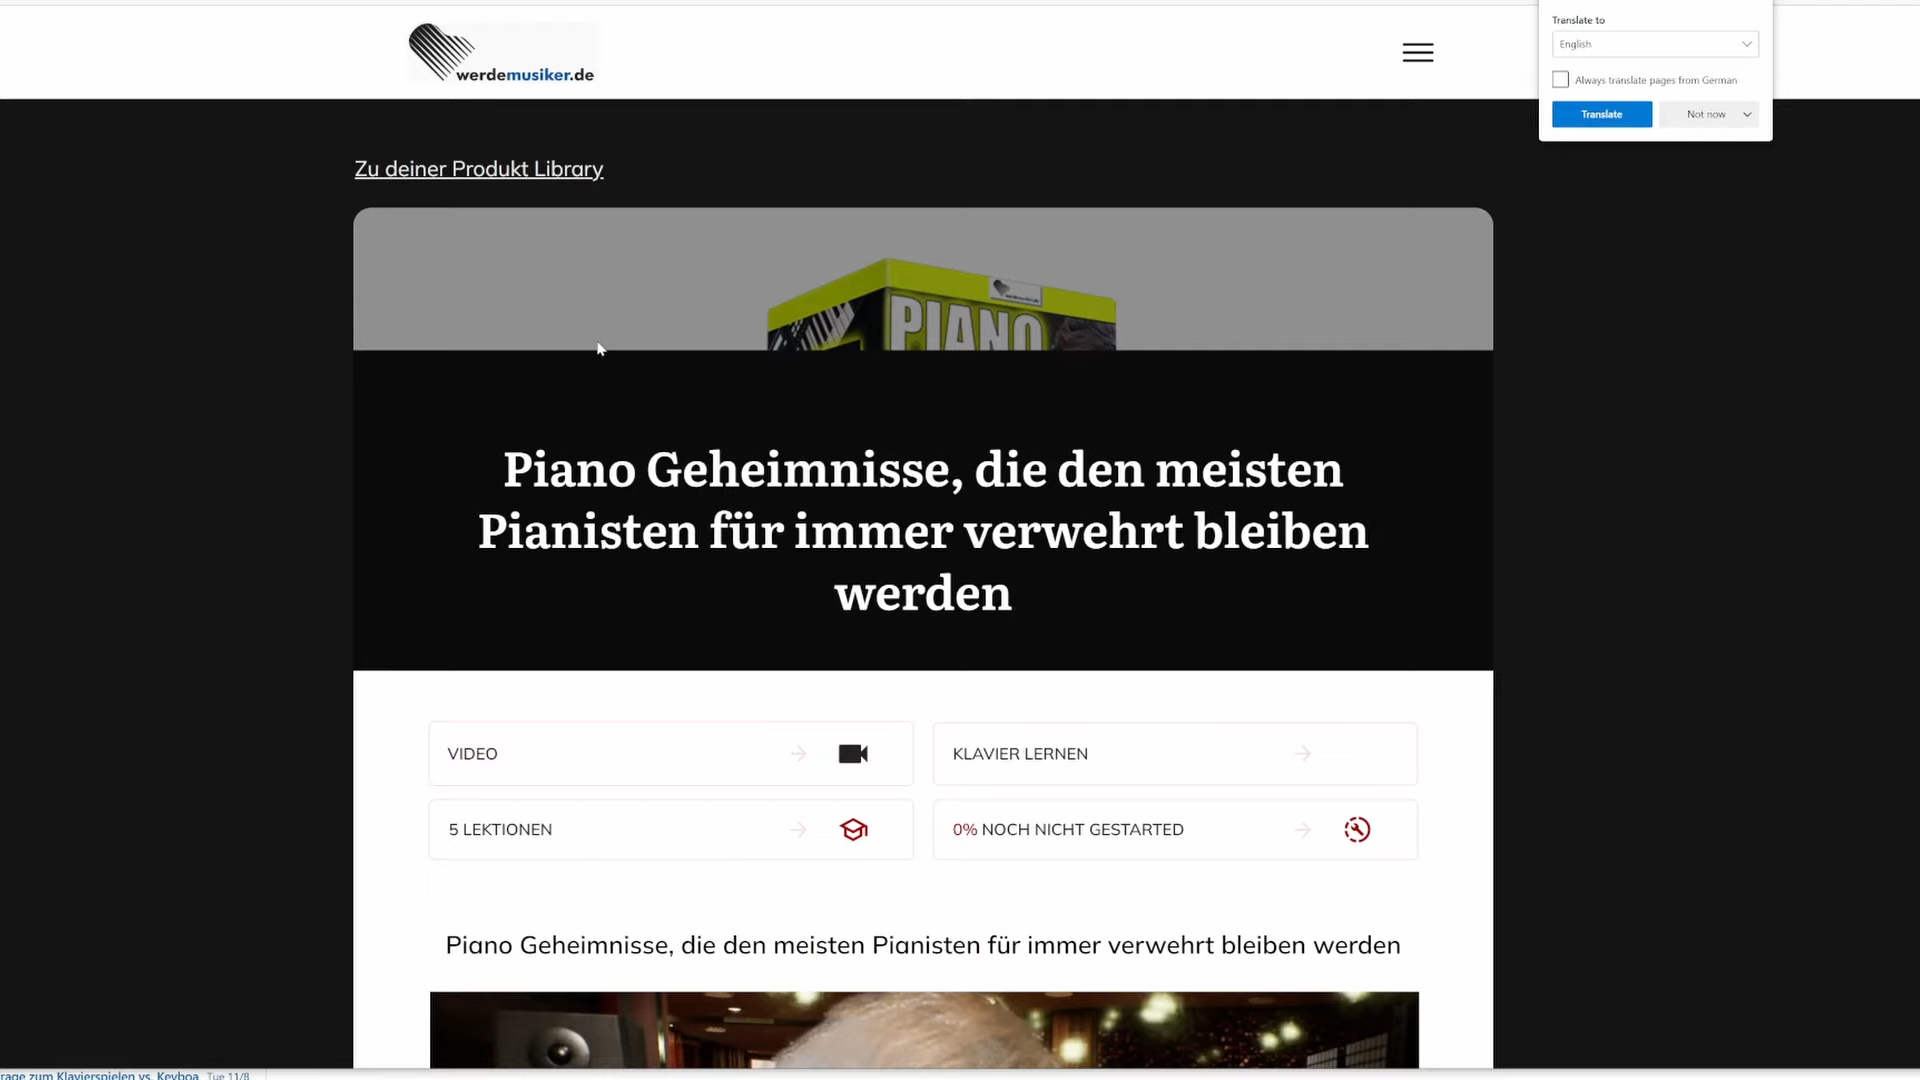 Translate to
English
Always translate pages from German
Translate
Not now
werdemusiker.de
Zu deiner Produkt Library
PIANO
Piano Geheimnisse, die den meisten
Pianisten für immer verwehrt bleiben
werden
VIDEO
KLAVIER LERNEN
5 LEKTIONEN
0% NOCH NICHT GESTARTED
Piano Geheimnisse, die den meisten Pianisten für immer verwehrt bleiben werden
zum Klavierspielen vs. Keyboa Tue 11/8